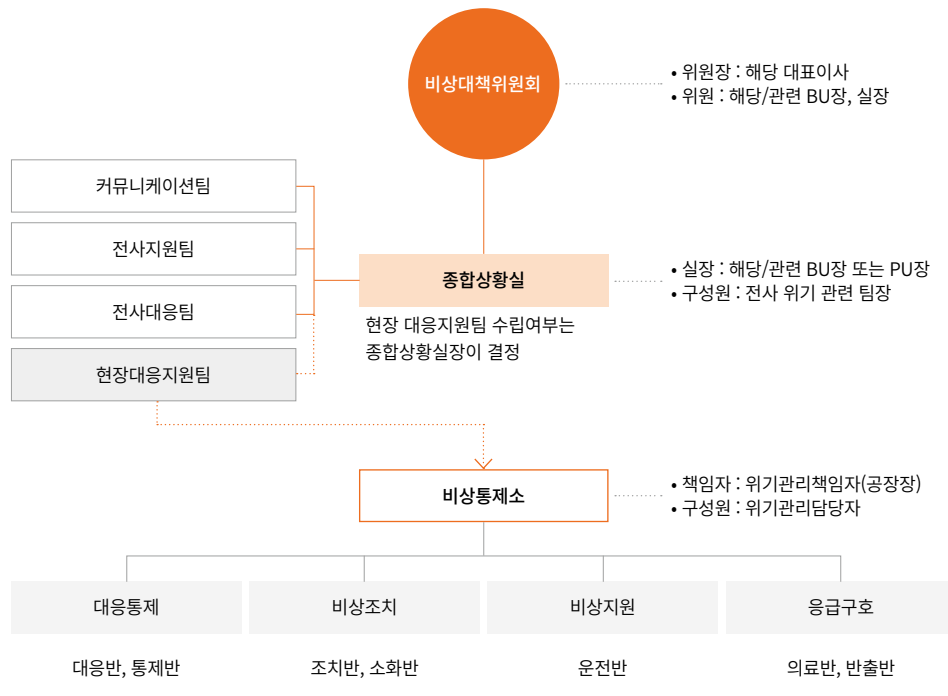 비상대책위원회
• 위원장 : 해당 대표이사
• 위원 : 해당/관련 BU장, 실장
커뮤니케이션팀
전사지원팀
전사대응팀
현장대응지원팀
종합상황실
현장 대응지원팀 수립여부는
종합상황실장이 결정
• 실장 : 해당/관련 BU장 또는 PU장
• 구성원 : 전사 위기 관련 팀장
비상통제소
• 책임자 : 위기관리책임자(공장장)
• 구성원 : 위기관리담당자
대응통제
비상조치
비상지원
응급구호
대응반, 통제반
조치반, 소화반
운전반
의료반, 반출반